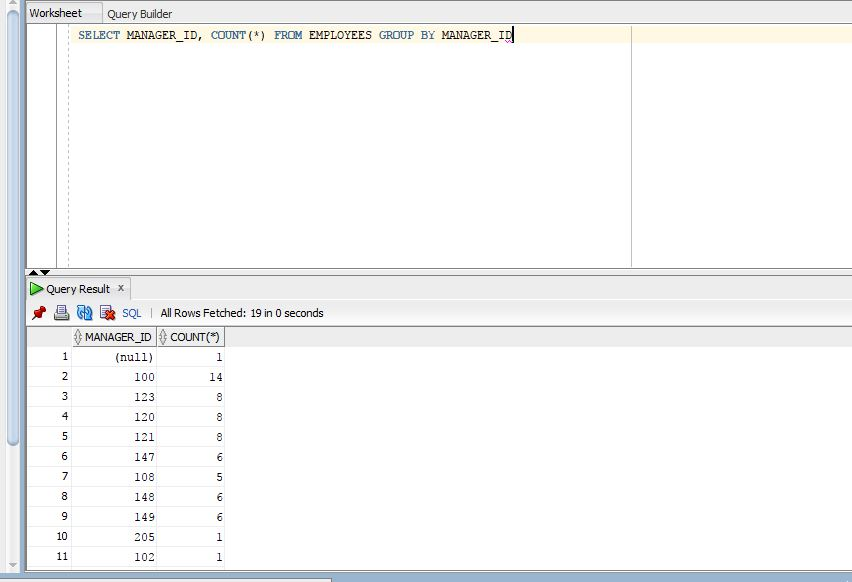 Worksheet Query Builder
SELECT MANAGER_ID, COUNT(*) FROM EMPLOYEES GROUP BY MANAGER_ID
Query Result x
SQL | All Rows Fetched: 19 in 0 seconds
MANAGER_ID COUNT(*)
1 (null) 1
2 100 14
3 123 8
4 120 8
5 121 8
6 147 6
7 108 5
8 148 6
9 149 6
10 205 1
11 102 1